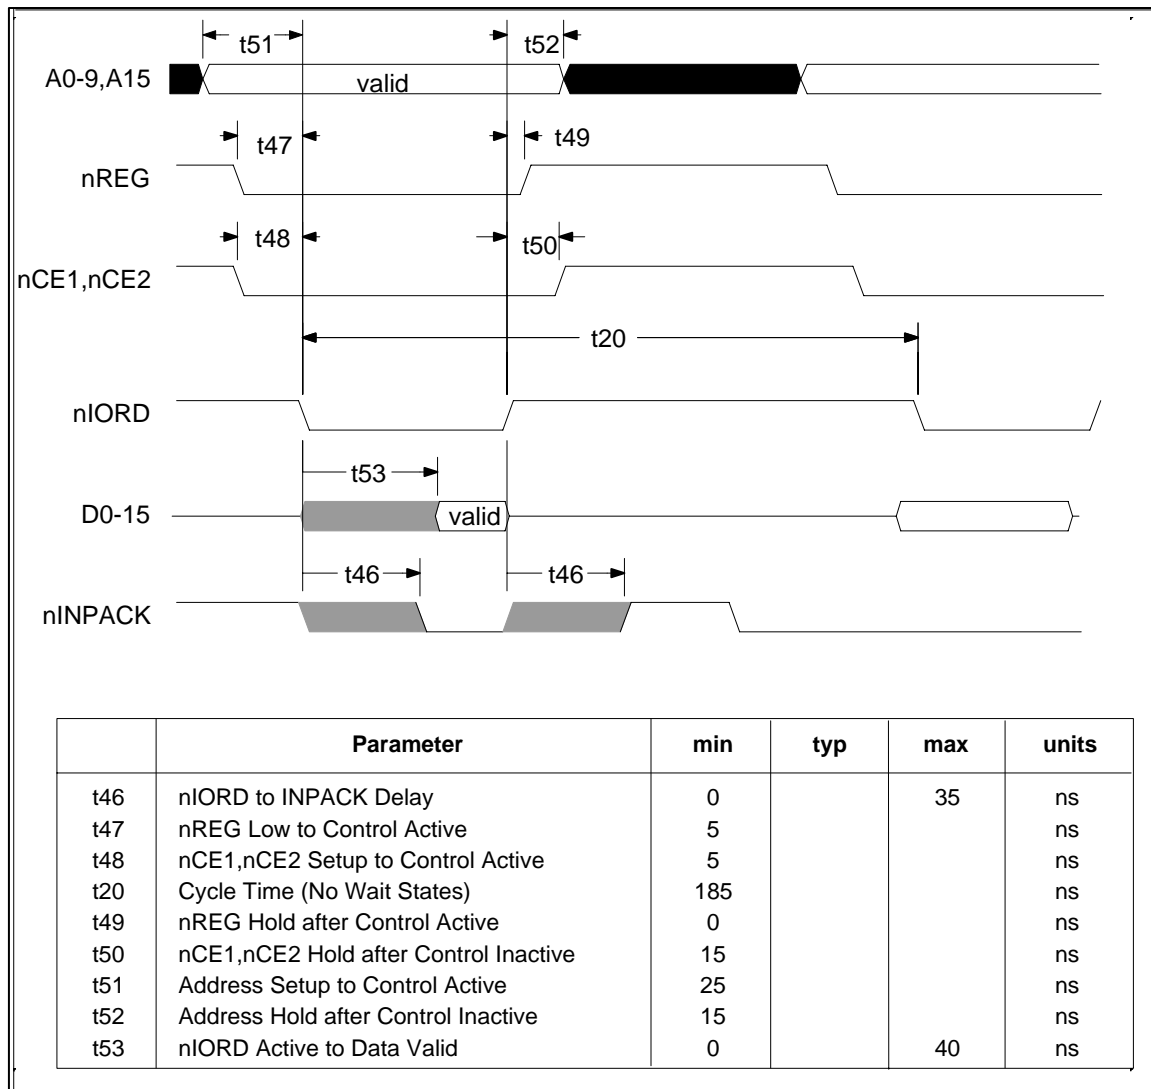 t51 t52
A0-9,A15 valid
t47 t49
nREG
t48 t50
nCE1,nCE2
t20
nIORD
t53
D0-15 valid
t46 t46
nINPACK
Parameter min typ max units
t46 nIORD to INPACK Delay 0 35 ns
t47 nREG Low to Control Active 5 ns
t48 nCE1,nCE2 Setup to Control Active 5 ns
t20 Cycle Time (No Wait States) 185 ns
t49 nREG Hold after Control Active 0 ns
t50 nCE1,nCE2 Hold after Control Inactive 15 ns
t51 Address Setup to Control Active 25 ns
t52 Address Hold after Control Inactive 15 ns
t53 nIORD Active to Data Valid 0 40 ns